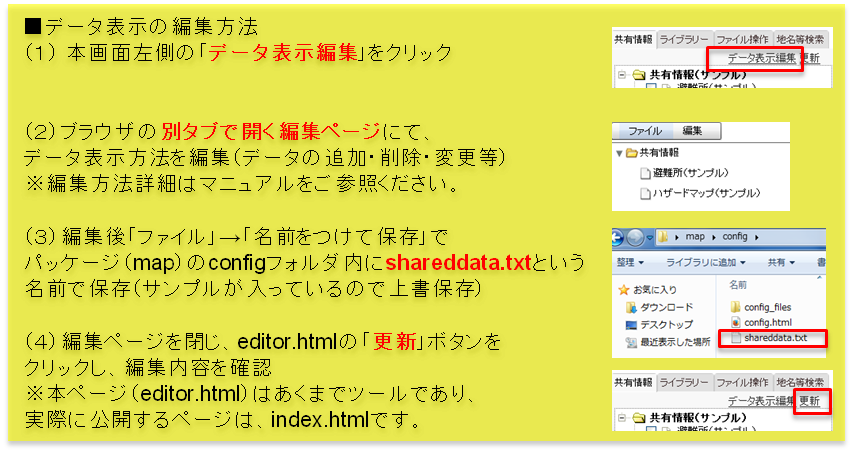 ■データ表示の編集方法
(1) 本画面左側の「データ表示編集」をクリック
(2)ブラウザの別タブで開く編集ページにて、
データ表示方法を編集(データの追加・削除・変更等)
※編集方法詳細はマニュアルをご参照ください。
(3)編集後「ファイル」→「名前をつけて保存」で
パッケージ(map)のconfigフォルダ内にshareddata.txtという
名前で保存(サンプルが入っているので上書保存)
(4)編集ページを閉じ、editor.htmlの「更新」ボタンを
クリックし、編集内容を確認
※本ページ(editor.html)はあくまでツールであり、
実際に公開するページは、index.htmlです。
共有情報 ライブラリー ファイル操作 地名等検索
データ表示編集 更新
共有情報(サンプル)
避難所(サンプル)
ファイル 編集
共有情報
避難所(サンプル)
ハザードマップ(サンプル)
map config
整理 ライブラリに追加 共有 書
お気に入り
ダウンロード
デスクトップ
最近表示した場所
名前
config_files
config.html
shareddata.txt
共有情報 ライブラリー ファイル操作 地名等検索
データ表示編集 更新
共有情報(サンプル)
避難所(サンプル)